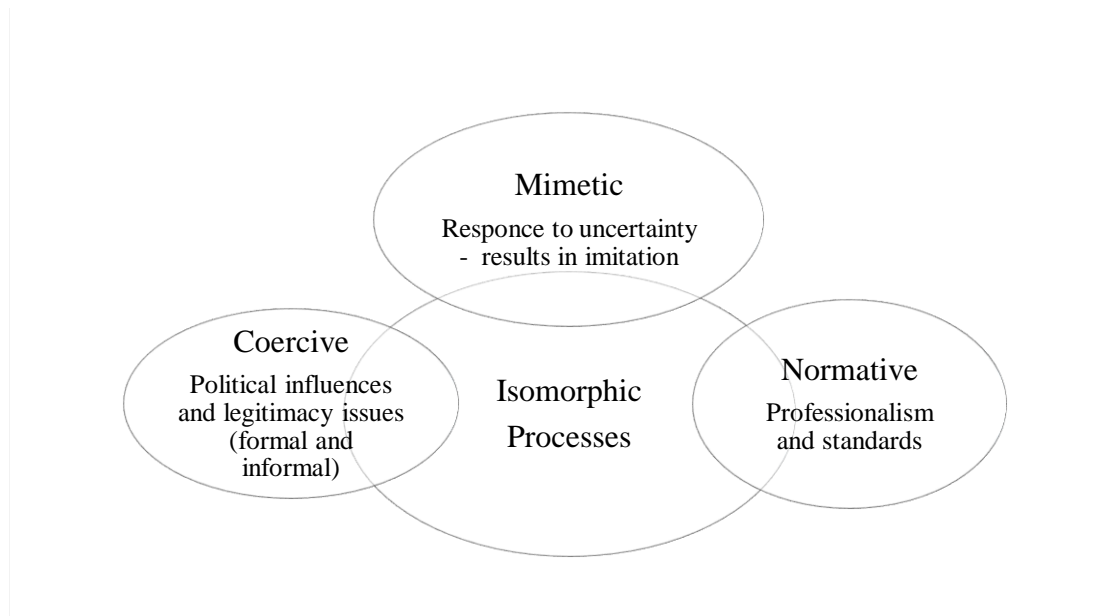 Mimetic
Responce to uncertainty
- results in imitation
Coercive
Political influences
and legitimacy issues
(formal and
informal)
Isomorphic
Processes
Normative
Professionalism
and standards